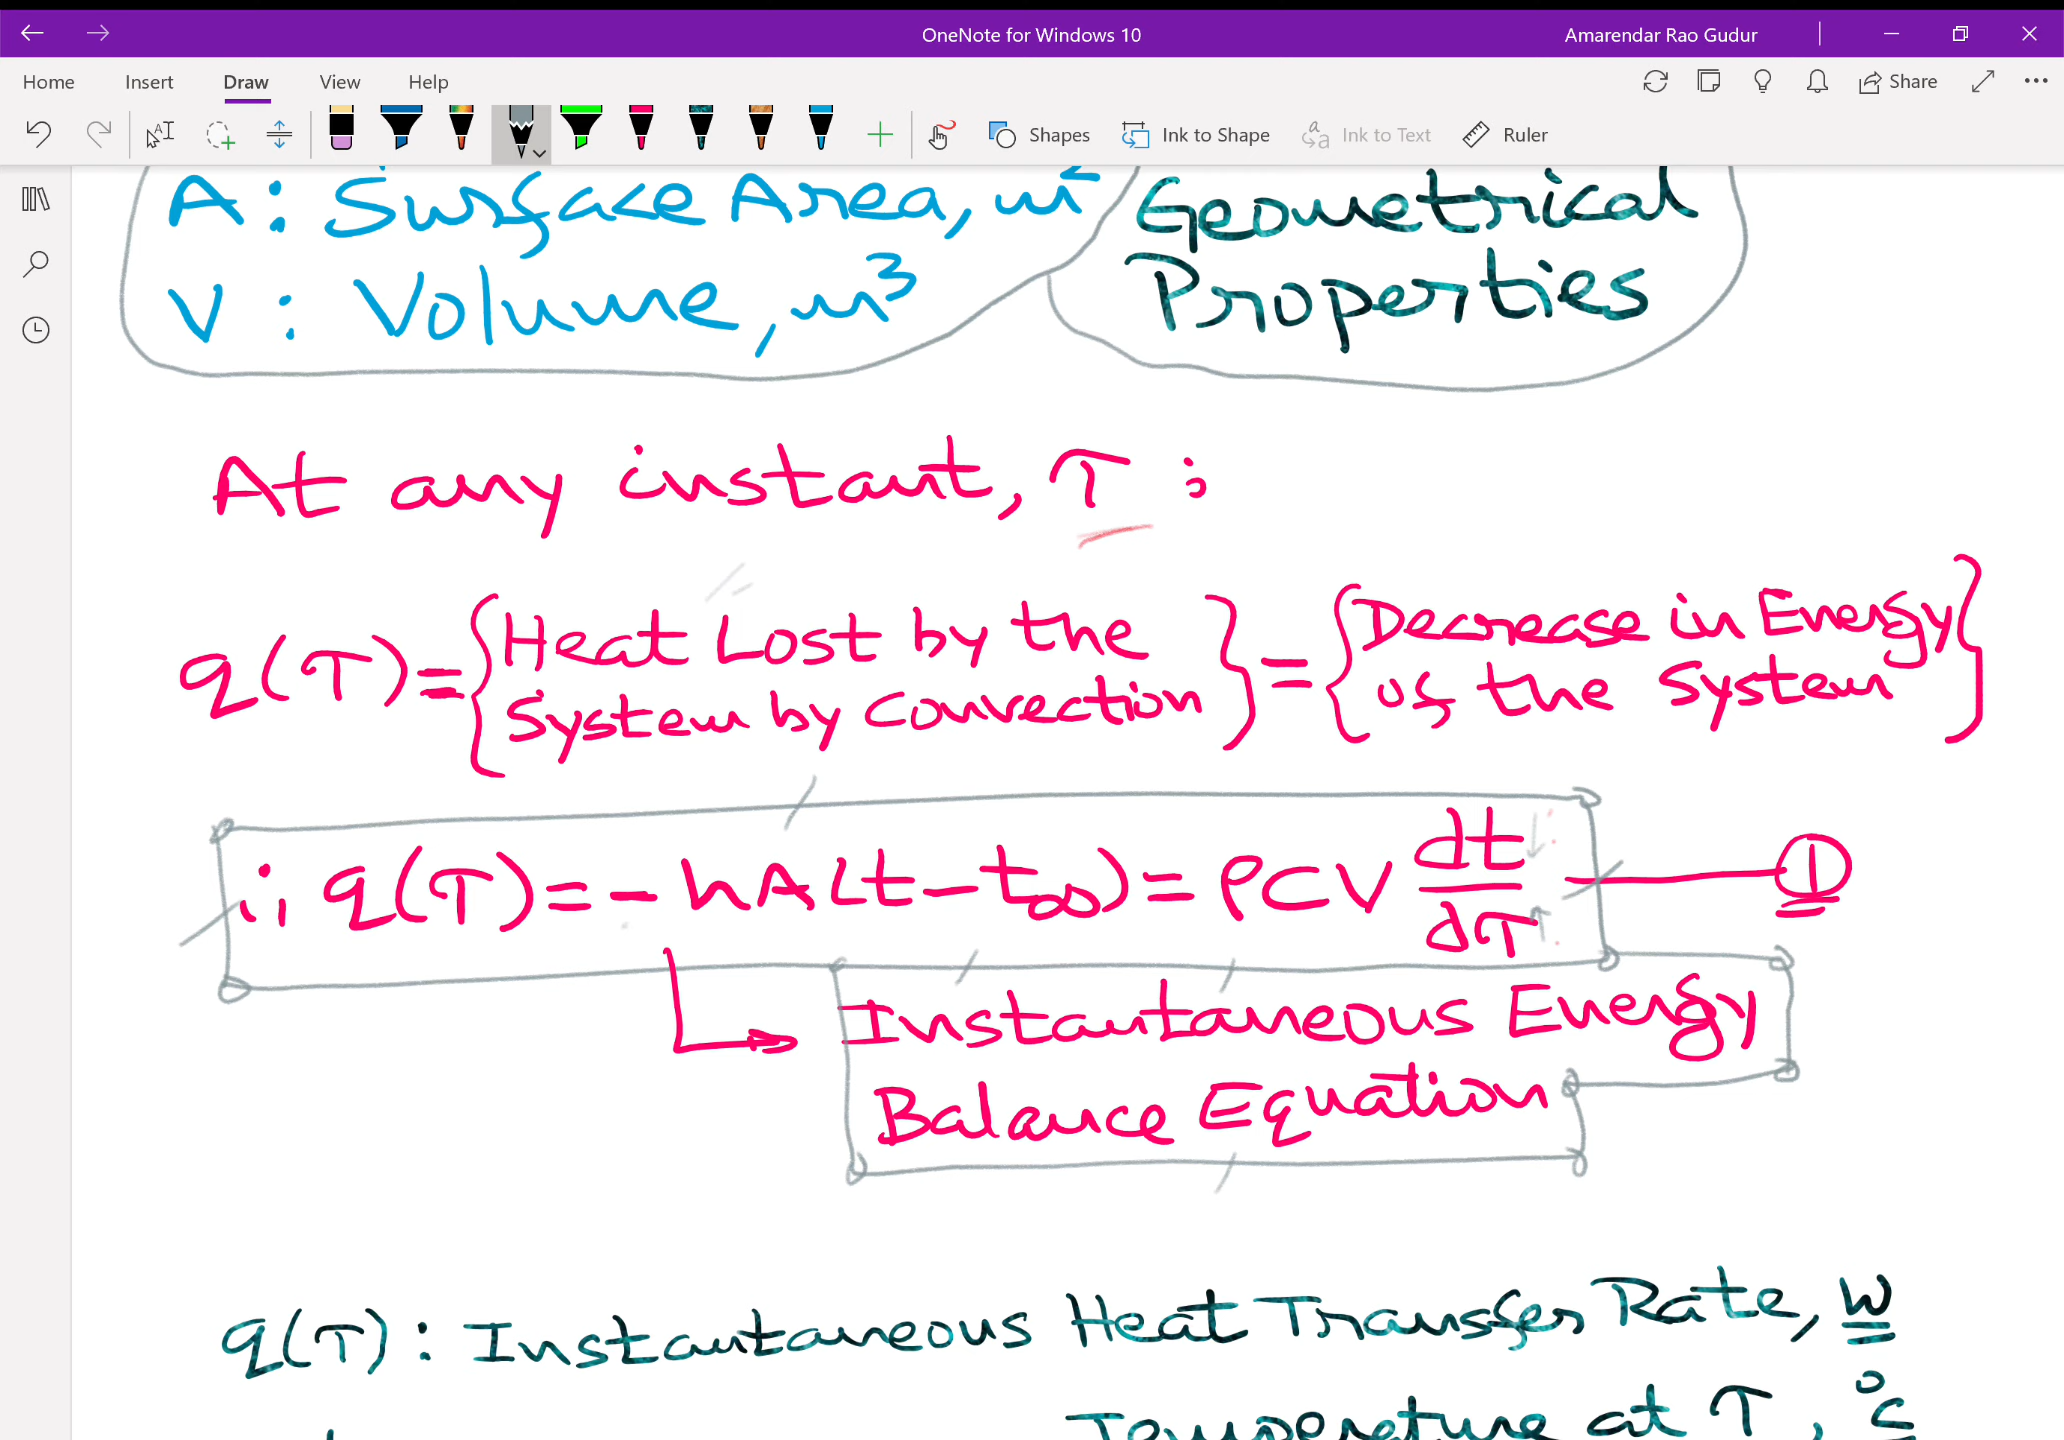 OneNote for Windows 10
Amarendar Rao Gudur
Home Insert Draw View Help
Share
Shapes Ink to Shape Ink to Text Ruler
A : Surface Area, m² Geometrical
V : Volume, m³ Properties
At any instant, τ :
q(τ) = {Heat Lost by the System by convection} = {Decrease in Energy of the System}
∴ q(τ) = - hA(t - t∞) = ρCV dt/dτ — ①
Instantaneous Energy
Balance Equation
q(τ) : Instantaneous Heat Transfer Rate, W
Temperature at τ, °C